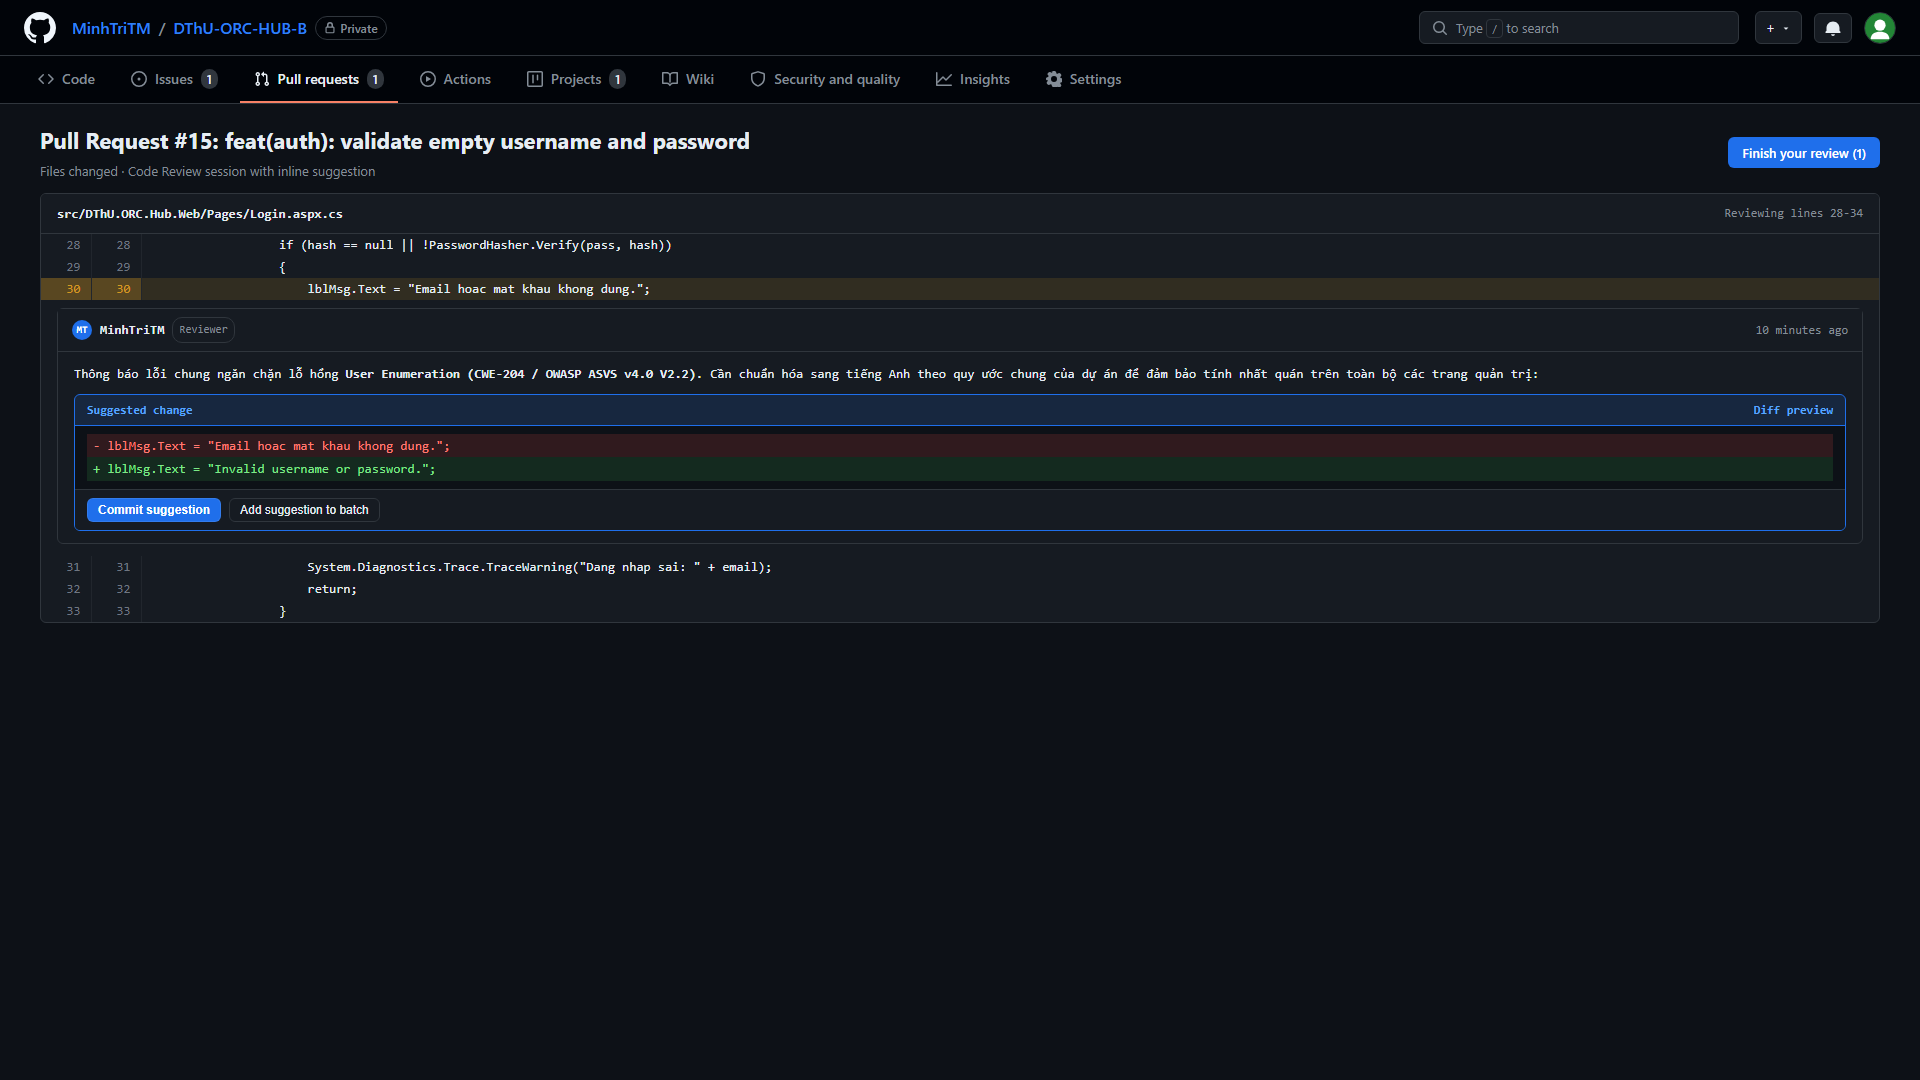 MinhTriTM / DThU-ORC-HUB-B Private
Type / to search
+
Code
Issues 1
Pull requests 1
Actions
Projects 1
Wiki
Security and quality
Insights
Settings
Pull Request #15: feat(auth): validate empty username and password
Files changed · Code Review session with inline suggestion
Finish your review (1)
src/DThU.ORC.Hub.Web/Pages/Login.aspx.cs
Reviewing lines 28-34
28 28 if (hash == null || !PasswordHasher.Verify(pass, hash))
29 29 {
30 30 lblMsg.Text = "Email hoac mat khau khong dung.";
MT MinhTriTM Reviewer
10 minutes ago
Thông báo lỗi chung ngăn chặn lỗ hổng User Enumeration (CWE-204 / OWASP ASVS v4.0 V2.2). Cần chuẩn hóa sang tiếng Anh theo quy ước chung của dự án để đảm bảo tính nhất quán trên toàn bộ các trang quản trị:
Suggested change
Diff preview
- lblMsg.Text = "Email hoac mat khau khong dung.";
+ lblMsg.Text = "Invalid username or password.";
Commit suggestion
Add suggestion to batch
31 31 System.Diagnostics.Trace.TraceWarning("Dang nhap sai: " + email);
32 32 return;
33 33 }